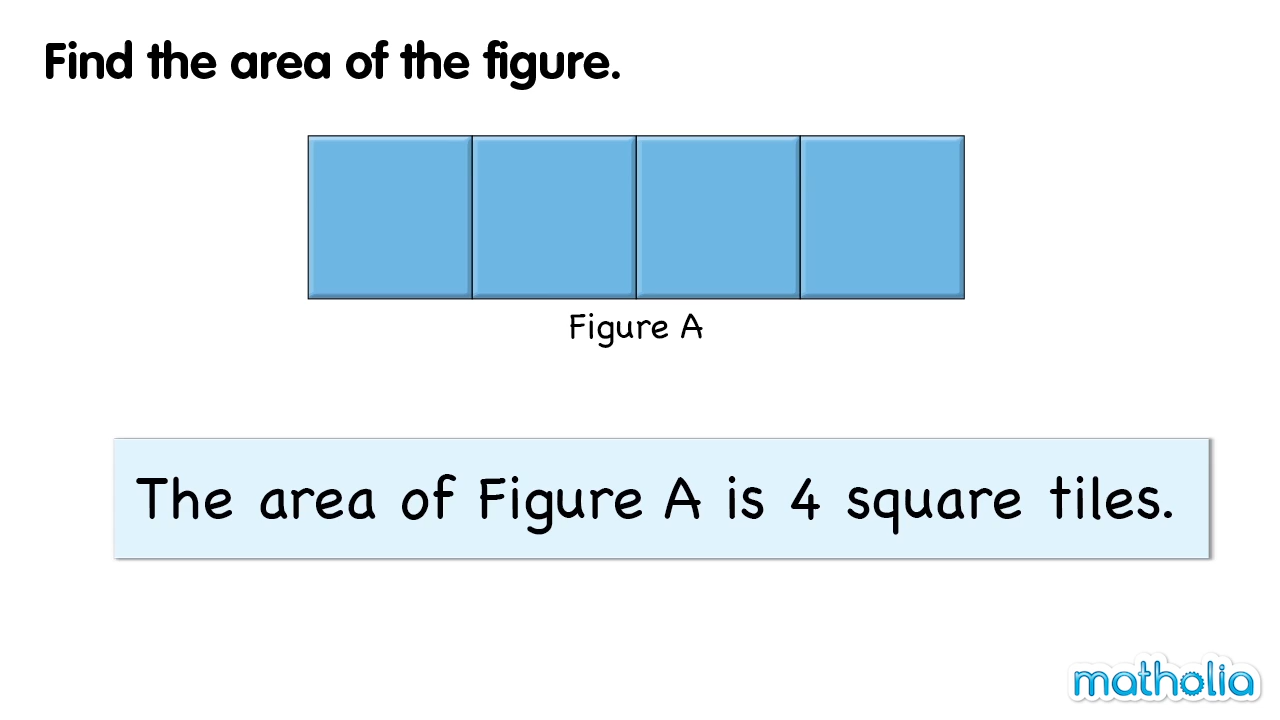 Find the area of the figure.
Figure A
The area of Figure A is 4 square tiles.
matholia